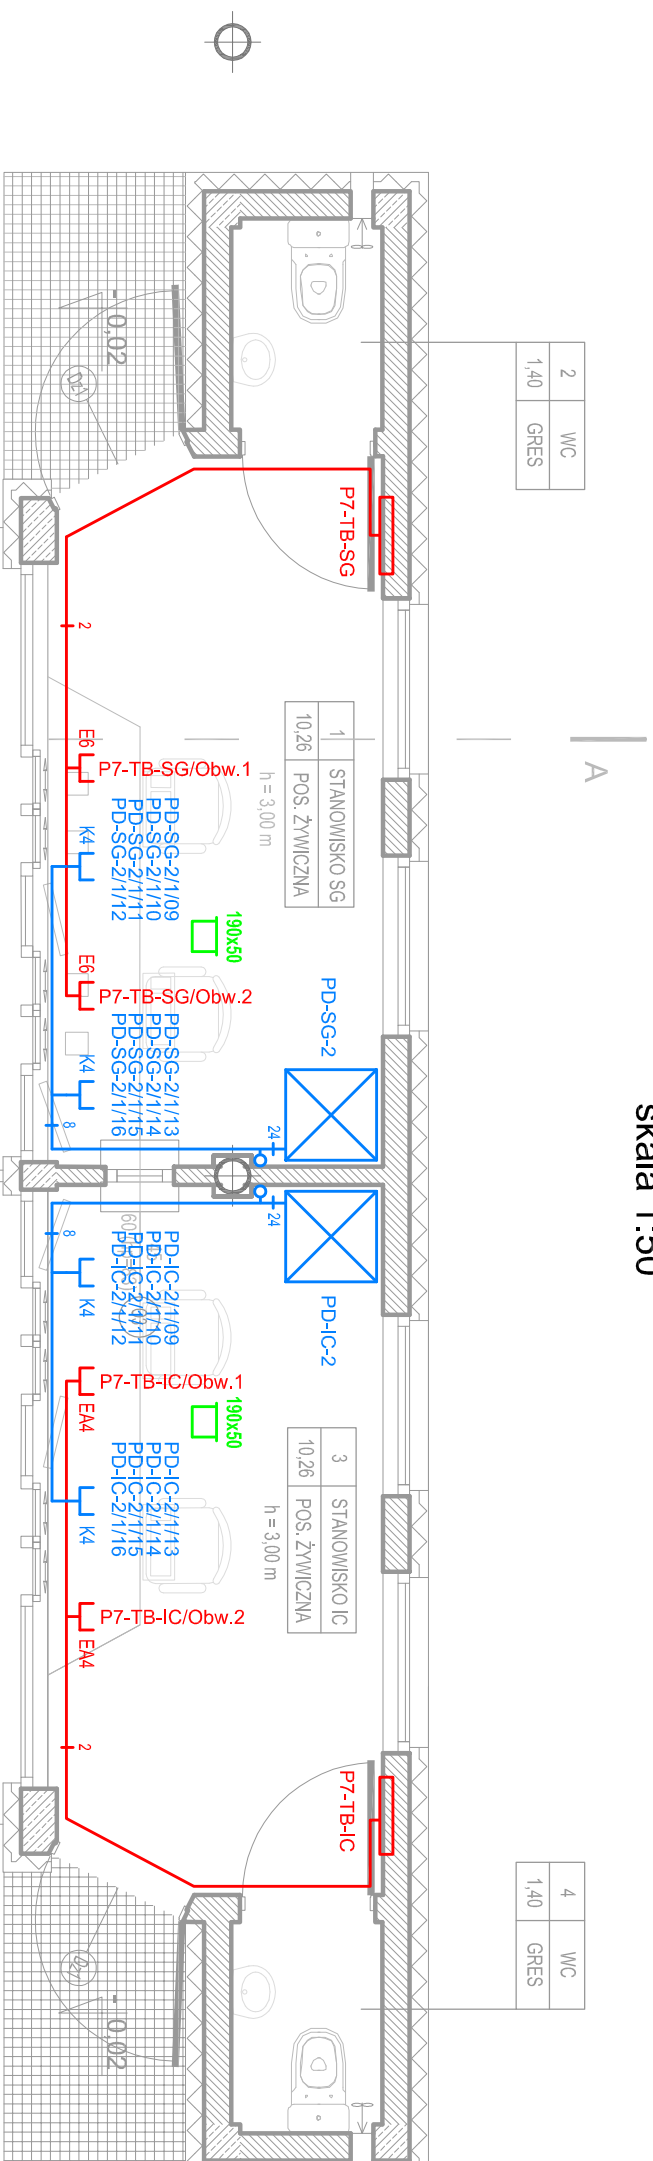 skala 1:50
2 WC
1,40 GRES
A
P7-TB-SG
1 STANOWISKO SG
10,26 POS. ŻYWICZNA
h = 3,00 m
- 0,02
Dz1
2
E6
P7-TB-SG/Obw.1
K4
PD-SG-2/1/09
PD-SG-2/1/10
PD-SG-2/1/11
PD-SG-2/1/12
190x50
E6
P7-TB-SG/Obw.2
PD-SG-2
K4
PD-SG-2/1/13
PD-SG-2/1/14
PD-SG-2/1/15
PD-SG-2/1/16
8
24
24
8
PD-IC-2
K4
PD-IC-2/1/09
PD-IC-2/1/10
PD-IC-2/1/11
PD-IC-2/1/12
P7-TB-IC/Obw.1
EA4
190x50
3 STANOWISKO IC
10,26 POS. ŻYWICZNA
h = 3,00 m
K4
PD-IC-2/1/13
PD-IC-2/1/14
PD-IC-2/1/15
PD-IC-2/1/16
P7-TB-IC/Obw.2
EA4
2
P7-TB-IC
4 WC
1,40 GRES
Dz1
- 0,02